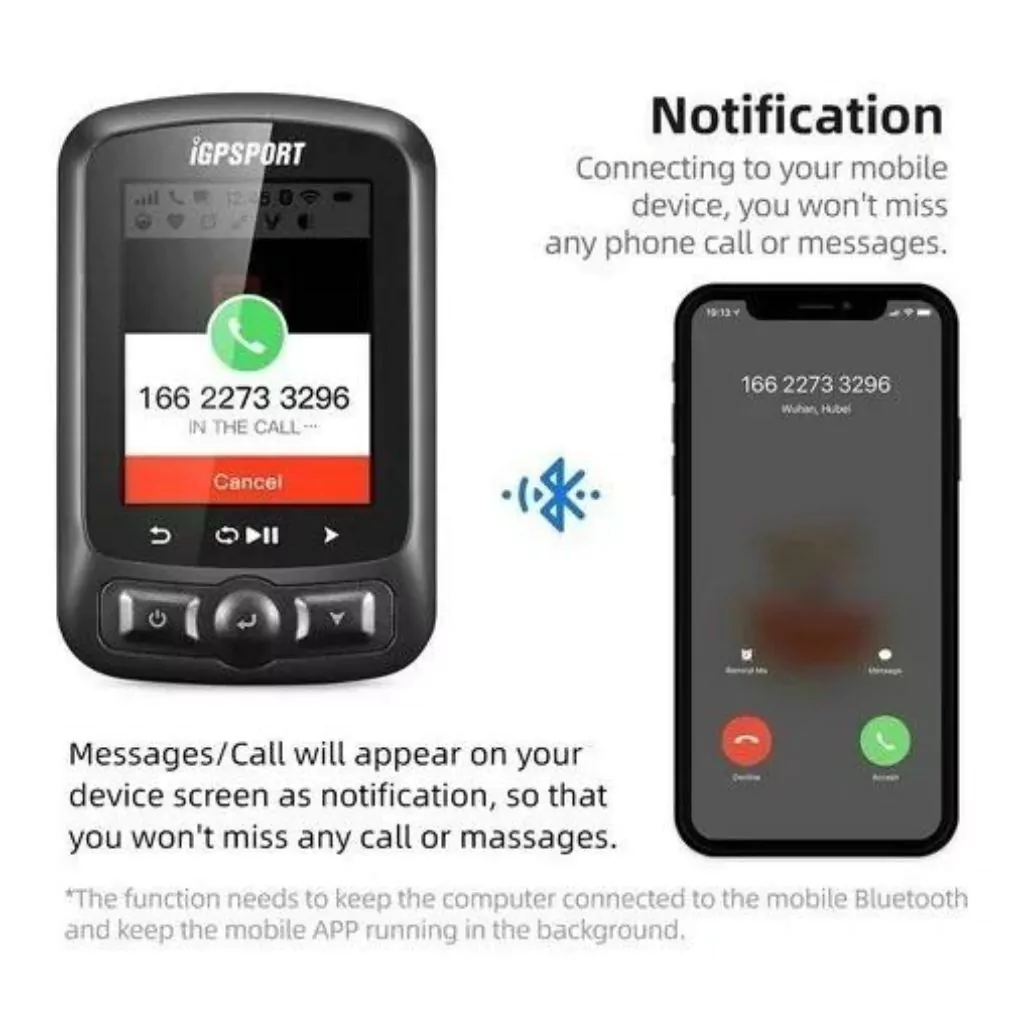 iGPSPORT
12:45
166 2273 3296
IN THE CALL···
Cancel
Notification
Connecting to your mobile
device, you won't miss
any phone call or messages.
19:13
166 2273 3296
Wuhan, Hubei
Remind Me
Message
Decline
Accept
Messages/Call will appear on your
device screen as notification, so that
you won't miss any call or massages.
*The function needs to keep the computer connected to the mobile Bluetooth
and keep the mobile APP running in the background.